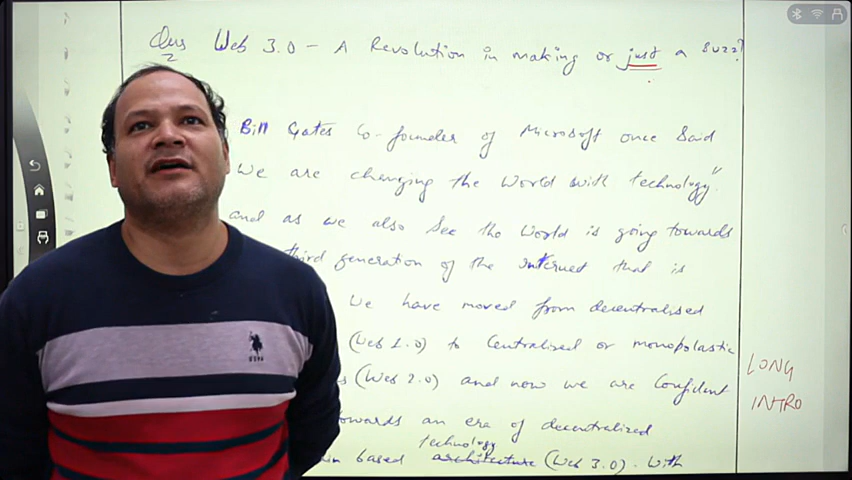 Ques 2 Web 3.0 - A Revolution in making or just a Buzz?
Bill Gates Co-founder of Microsoft once Said
We are changing the World with technology"
and as we also See the World is going towards
third generation of the internet that is
We have moved from decentralised
(Web 1.0) to Centralized or monopolastic
(Web 2.0) and now we are Confident
towards an era of decentralized
based architecture technology (Web 3.0). With
LONG
INTRO